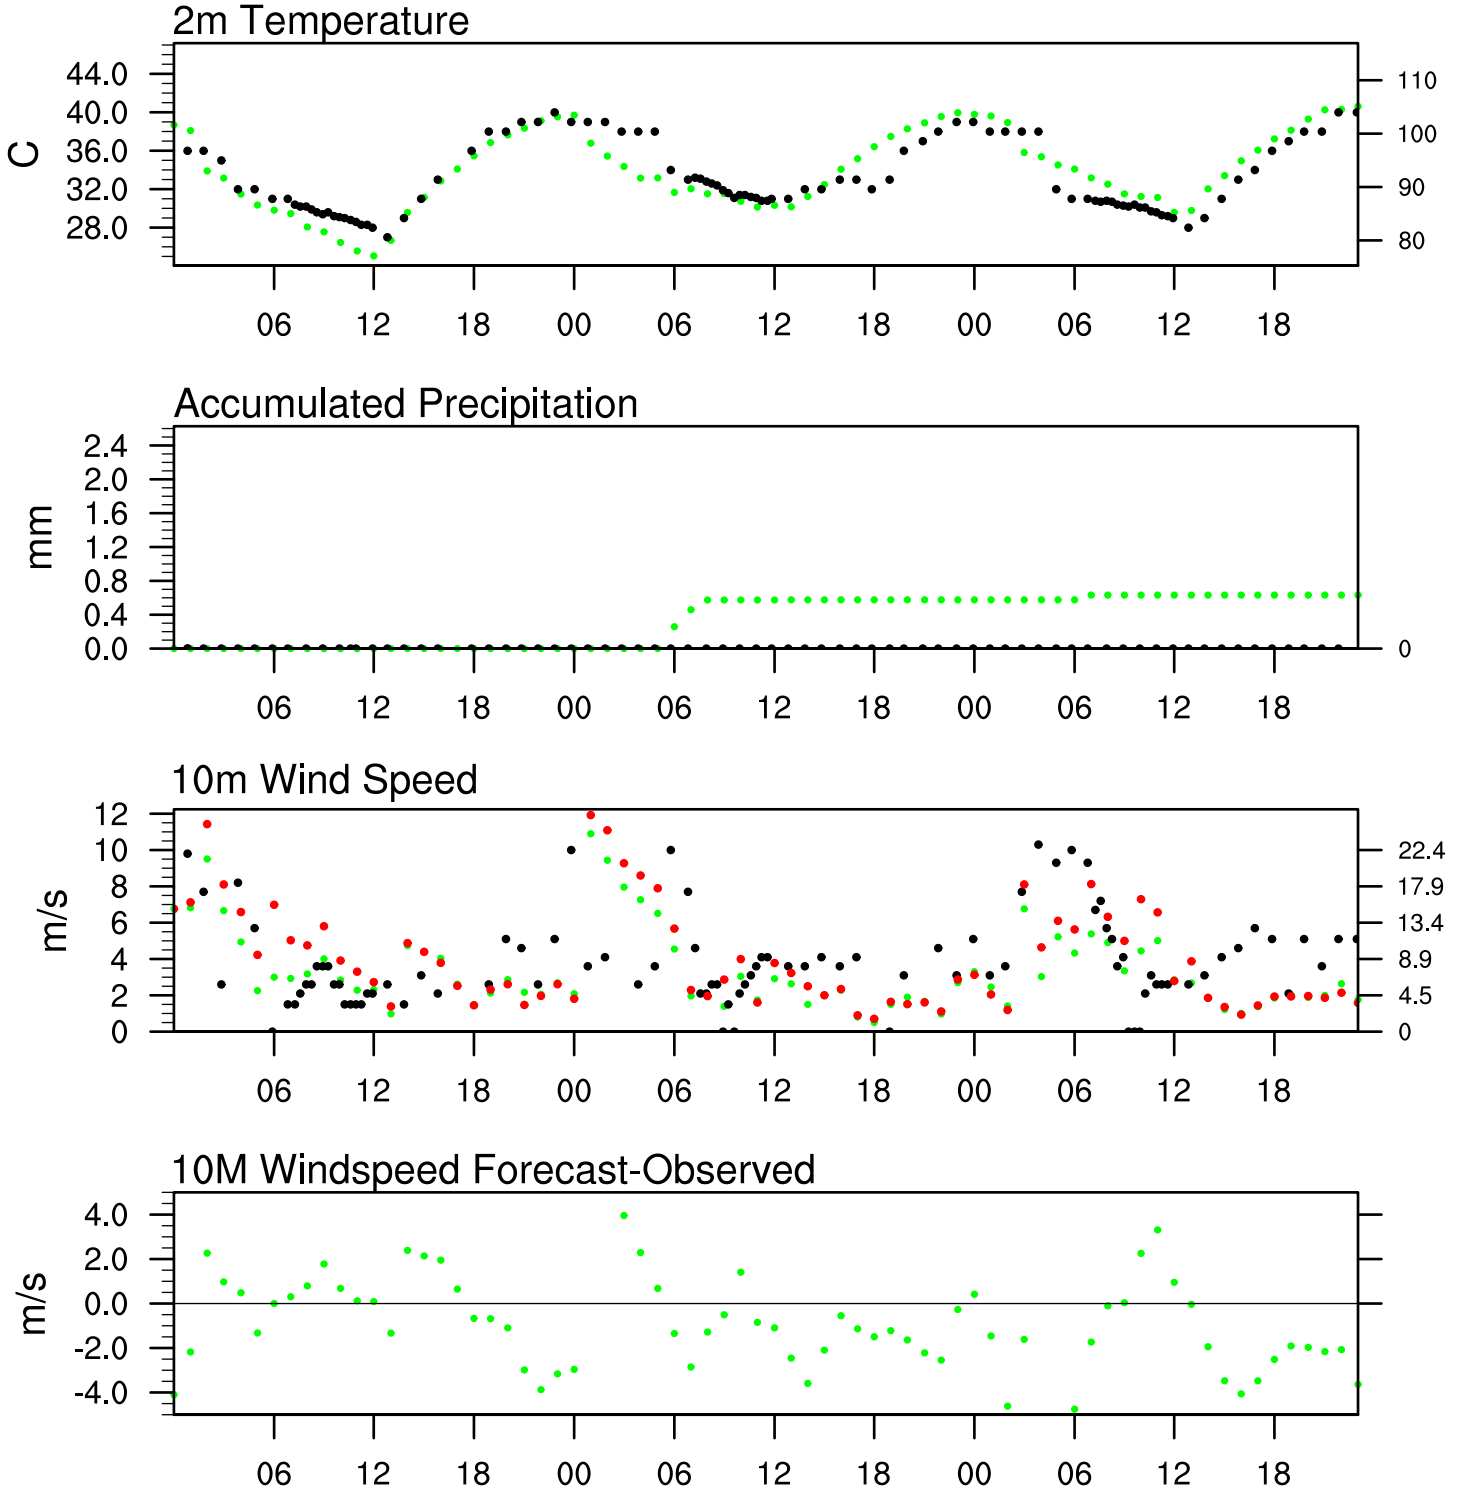 2m Temperature
44.0
40.0
36.0
32.0
28.0
C
110
100
90
80
06 12 18 00 06 12 18 00 06 12 18
Accumulated Precipitation
2.4
2.0
1.6
1.2
0.8
0.4
0.0
mm
0
06 12 18 00 06 12 18 00 06 12 18
10m Wind Speed
12
10
8
6
4
2
0
m/s
22.4
17.9
13.4
8.9
4.5
0
06 12 18 00 06 12 18 00 06 12 18
10M Windspeed Forecast-Observed
4.0
2.0
0.0
-2.0
-4.0
m/s
06 12 18 00 06 12 18 00 06 12 18